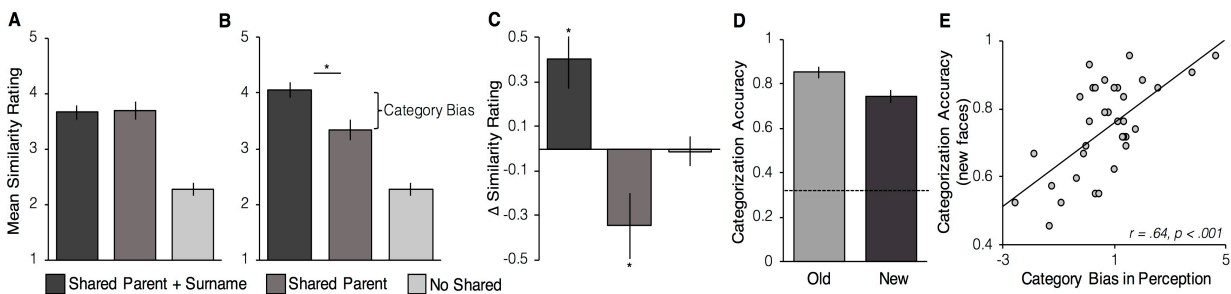 A
Mean Similarity Rating
5
4
3
2
1
B
5
4
3
2
1
*
Category Bias
Shared Parent + Surname
Shared Parent
No Shared
C
Δ Similarity Rating
0.5
0.3
0.1
-0.1
-0.3
-0.5
*
*
D
Categorization Accuracy
1
0.8
0.6
0.4
0.2
0
Old
New
E
Categorization Accuracy
(new faces)
1
0.8
0.6
0.4
r = .64, p < .001
-3
1
5
Category Bias in Perception